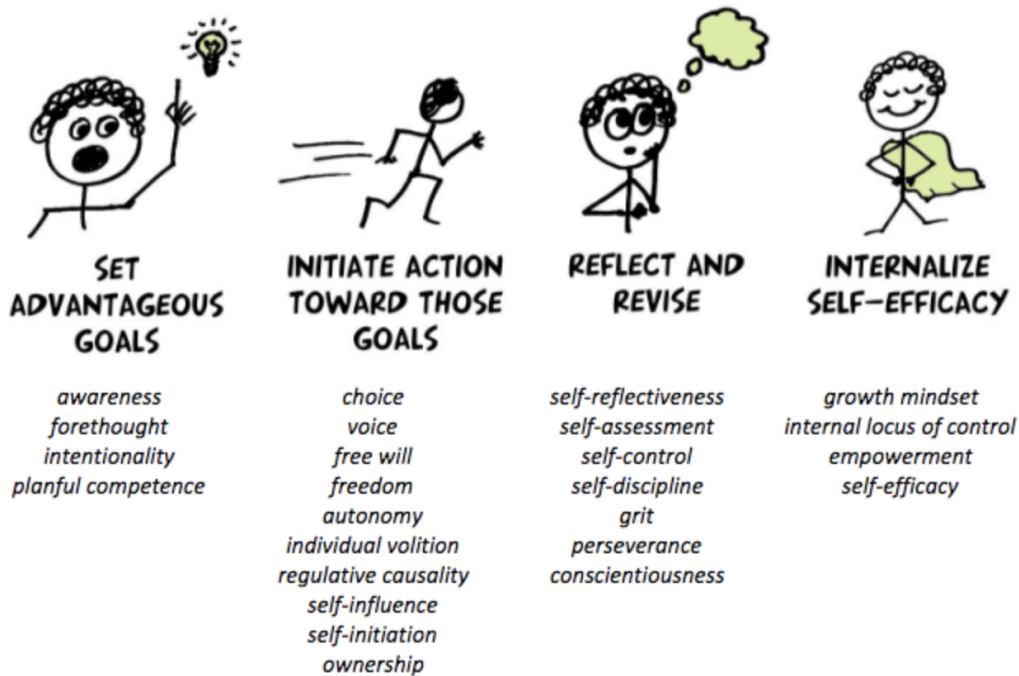 SET
ADVANTAGEOUS
GOALS
awareness
forethought
intentionality
planful competence
INITIATE ACTION
TOWARD THOSE
GOALS
choice
voice
free will
freedom
autonomy
individual volition
regulative causality
self-influence
self-initiation
ownership
REFLECT AND
REVISE
self-reflectiveness
self-assessment
self-control
self-discipline
grit
perseverance
conscientiousness
INTERNALIZE
SELF-EFFICACY
growth mindset
internal locus of control
empowerment
self-efficacy